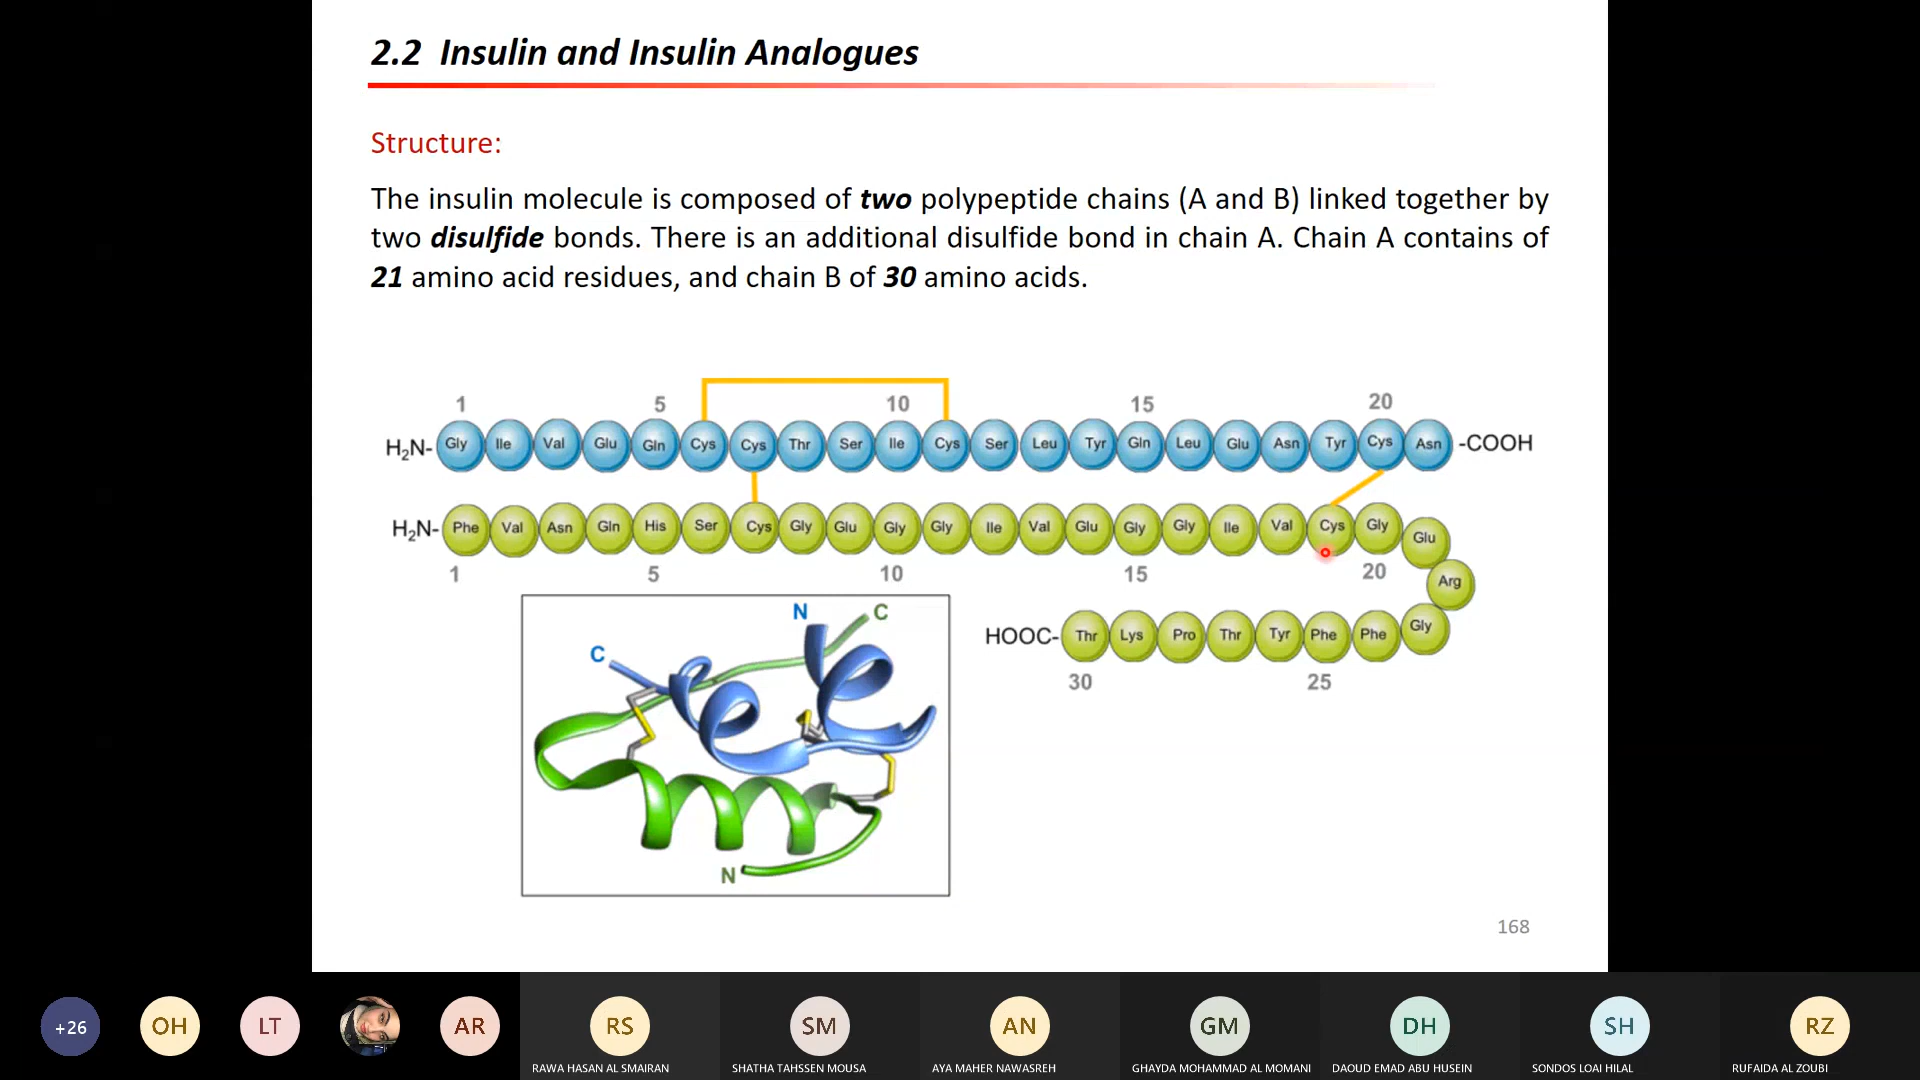 2.2 Insulin and Insulin Analogues
Structure:
The insulin molecule is composed of two polypeptide chains (A and B) linked together by
two disulfide bonds. There is an additional disulfide bond in chain A. Chain A contains of
21 amino acid residues, and chain B of 30 amino acids.
1 5 10 15 20
H₂N- Gly Ile Val Glu Gln Cys Cys Thr Ser Ile Cys Ser Leu Tyr Gln Leu Glu Asn Tyr Cys Asn -COOH
H₂N- Phe Val Asn Gln His Ser Cys Gly Glu Gly Gly Ile Val Glu Gly Gly Ile Val Cys Gly Glu
1 5 10 15 20
Arg
HOOC- Thr Lys Pro Thr Tyr Phe Phe Gly
30 25
N C
C
N
168
+26 OH LT AR RS SM AN GM DH SH RZ
RAWA HASAN AL SMAIRAN SHATHA TAHSSEN MOUSA AYA MAHER NAWASREH GHAYDA MOHAMMAD AL MOMANI DAOUD EMAD ABU HUSEIN SONDOS LOAI HILAL RUFAIDA AL ZOUBI